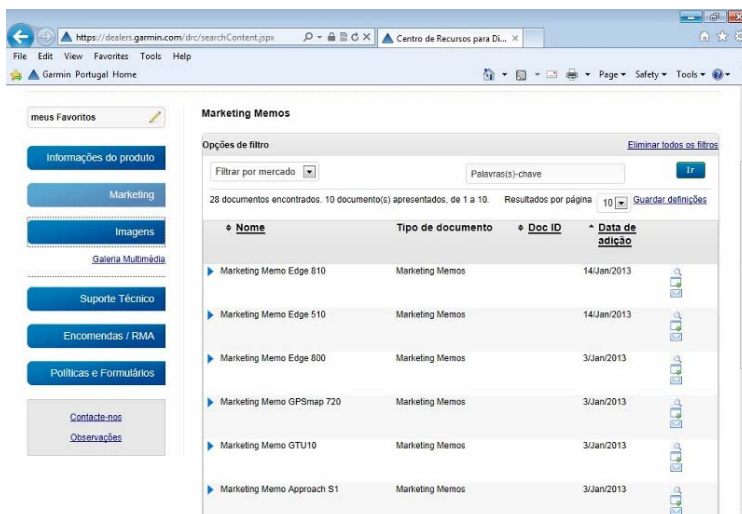 https://dealers.garmin.com/drc/searchContent.jspx
Centro de Recursos para Di...
File Edit View Favorites Tools Help
Garmin Portugal Home
Page Safety Tools
meus Favoritos
Informações do produto
Marketing
Imagens
Galeria Multimédia
Suporte Técnico
Encomendas / RMA
Políticas e Formulários
Contacte-nos
Observações
Marketing Memos
Opções de filtro Eliminar todos os filtros
Filtrar por mercado Palavras(s)-chave Ir
28 documentos encontrados. 10 documento(s) apresentados, de 1 a 10. Resultados por página 10 Guardar definições
Nome Tipo de documento Doc ID Data de
adição
Marketing Memo Edge 810 Marketing Memos 14/Jan/2013
Marketing Memo Edge 510 Marketing Memos 14/Jan/2013
Marketing Memo Edge 800 Marketing Memos 3/Jan/2013
Marketing Memo GPSmap 720 Marketing Memos 3/Jan/2013
Marketing Memo GTU10 Marketing Memos 3/Jan/2013
Marketing Memo Approach S1 Marketing Memos 3/Jan/2013